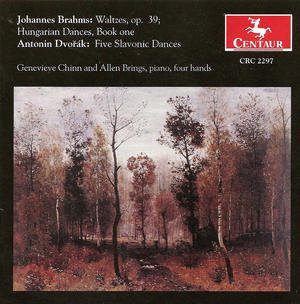 Johannes Brahms: Waltzes, op. 39;
Hungarian Dances, Book one
Antonin Dvořák: Five Slavonic Dances
Genevieve Chinn and Allen Brings, piano, four hands
CENTAUR
CRC 2297